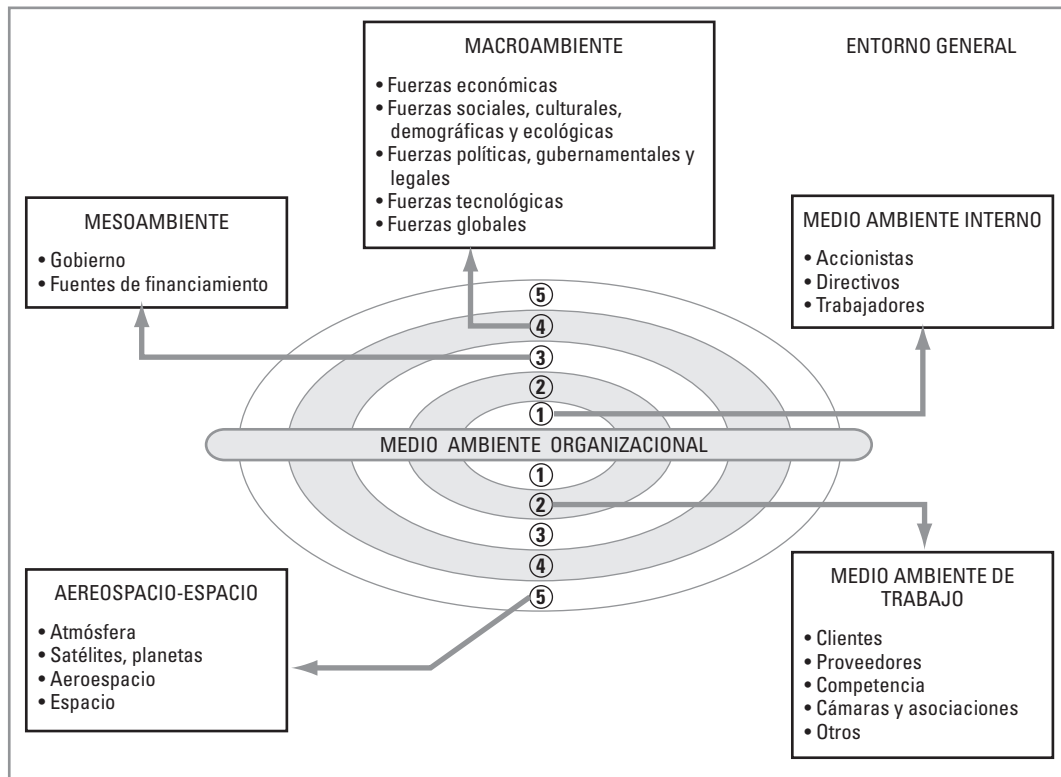 MACROAMBIENTE
• Fuerzas económicas
• Fuerzas sociales, culturales,
demográficas y ecológicas
• Fuerzas políticas, gubernamentales y
legales
• Fuerzas tecnológicas
• Fuerzas globales
ENTORNO GENERAL
MESOAMBIENTE
• Gobierno
• Fuentes de financiamiento
MEDIO AMBIENTE INTERNO
• Accionistas
• Directivos
• Trabajadores
5
4
3
2
1
MEDIO AMBIENTE ORGANIZACIONAL
1
2
3
4
5
AEREOSPACIO-ESPACIO
• Atmósfera
• Satélites, planetas
• Aeroespacio
• Espacio
MEDIO AMBIENTE DE
TRABAJO
• Clientes
• Proveedores
• Competencia
• Cámaras y asociaciones
• Otros